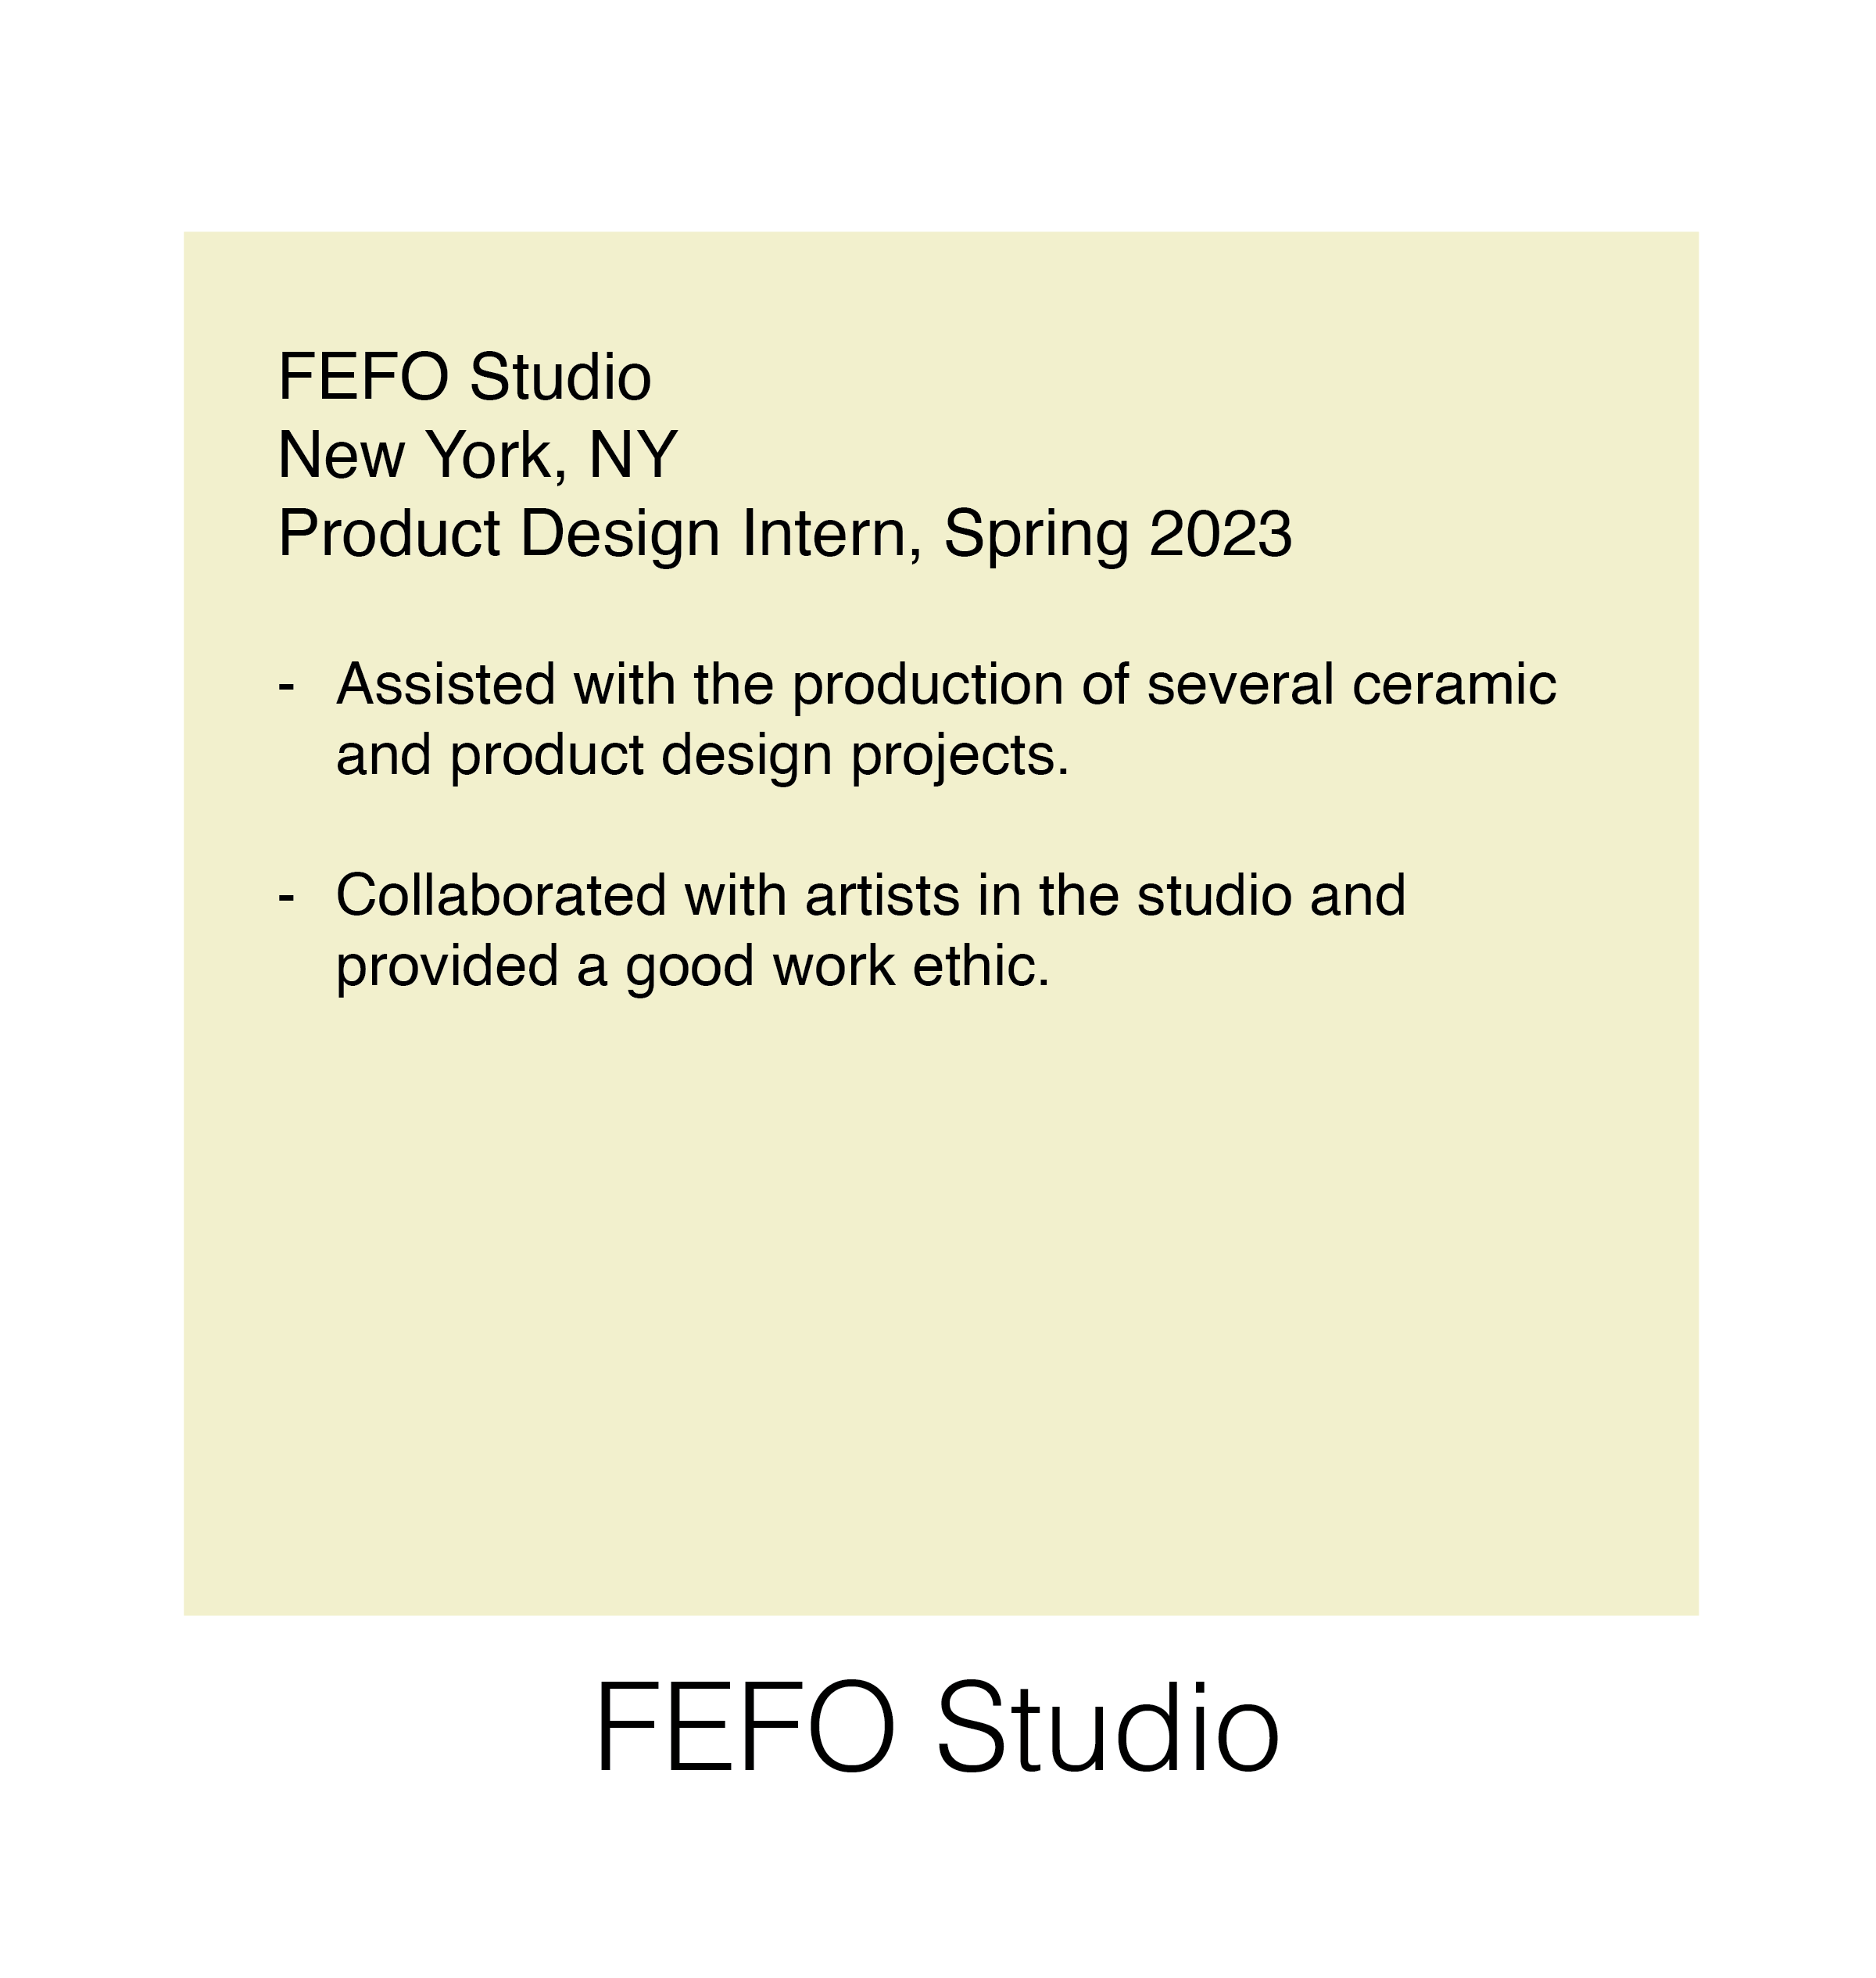 FEFO Studio
New York, NY
Product Design Intern, Spring 2023
- Assisted with the production of several ceramic
and product design projects.
- Collaborated with artists in the studio and
provided a good work ethic.
FEFO Studio